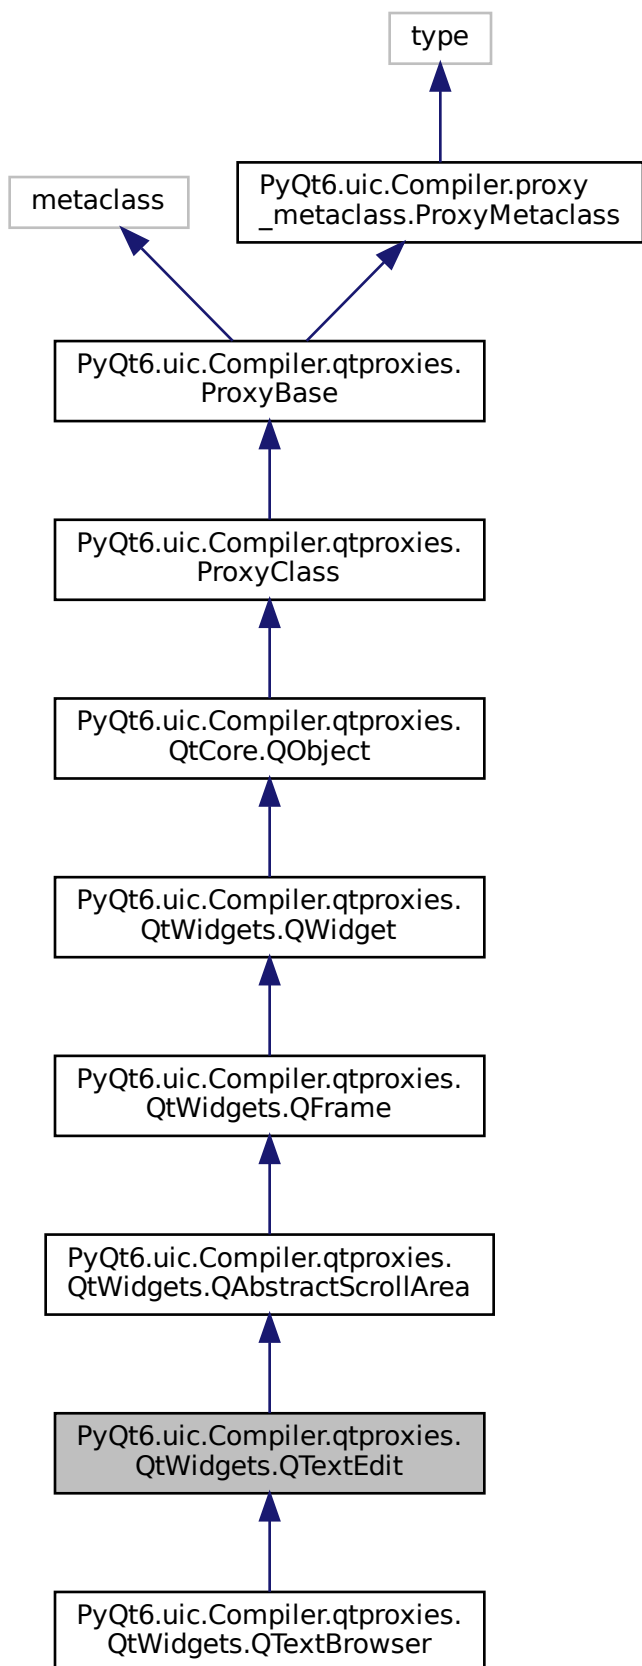 type
PyQt6.uic.Compiler.proxy
_metaclass.ProxyMetaclass
metaclass
PyQt6.uic.Compiler.qtproxies.
ProxyBase
PyQt6.uic.Compiler.qtproxies.
ProxyClass
PyQt6.uic.Compiler.qtproxies.
QtCore.QObject
PyQt6.uic.Compiler.qtproxies.
QtWidgets.QWidget
PyQt6.uic.Compiler.qtproxies.
QtWidgets.QFrame
PyQt6.uic.Compiler.qtproxies.
QtWidgets.QAbstractScrollArea
PyQt6.uic.Compiler.qtproxies.
QtWidgets.QTextEdit
PyQt6.uic.Compiler.qtproxies.
QtWidgets.QTextBrowser